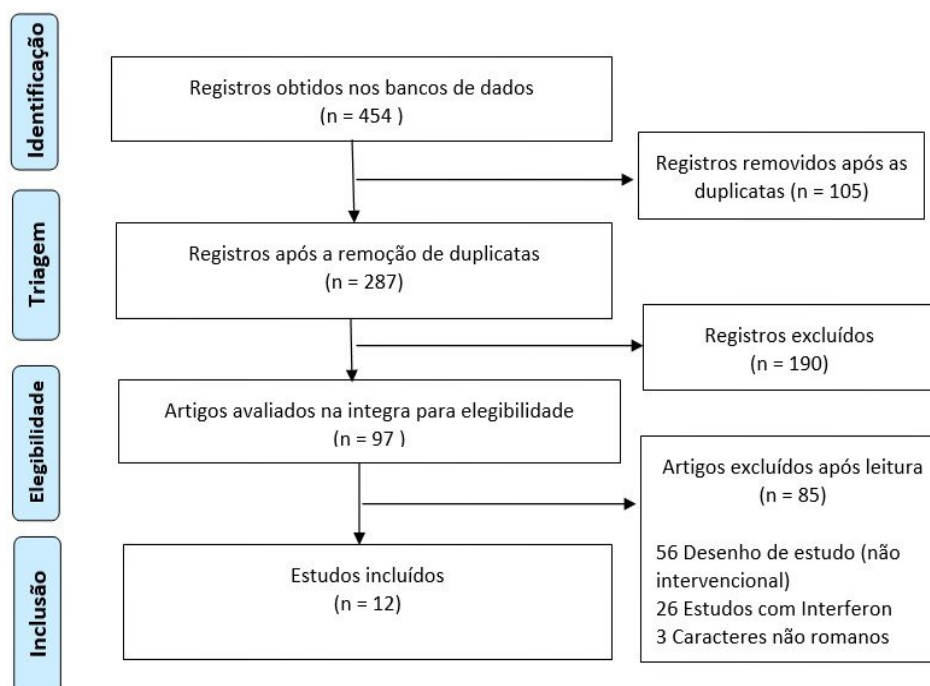 Identificação
Registros obtidos nos bancos de dados
(n = 454 )
Registros removidos após as
duplicatas (n = 105)
Triagem
Registros após a remoção de duplicatas
(n = 287)
Registros excluídos
(n = 190)
Elegibilidade
Artigos avaliados na integra para elegibilidade
(n = 97 )
Artigos excluídos após leitura
(n = 85)
56 Desenho de estudo (não
intervencional)
26 Estudos com Interferon
3 Caracteres não romanos
Inclusão
Estudos incluídos
(n = 12)